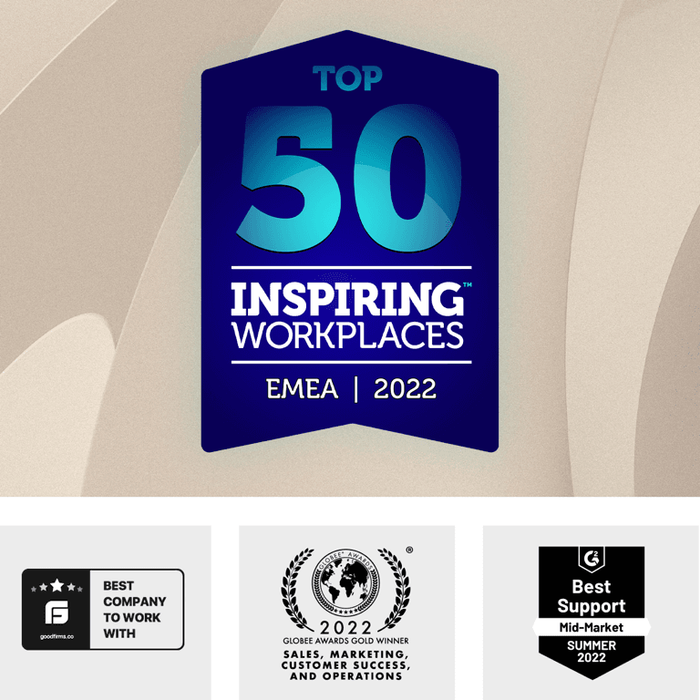 TOP
50
INSPIRING™
WORKPLACES
EMEA | 2022
BEST
COMPANY
TO WORK
WITH
goodfirms.co
GLOBEE® AWARDS
®
2022
GLOBEE AWARDS GOLD WINNER
SALES, MARKETING,
CUSTOMER SUCCESS,
AND OPERATIONS
G2
Best
Support
Mid-Market
SUMMER
2022